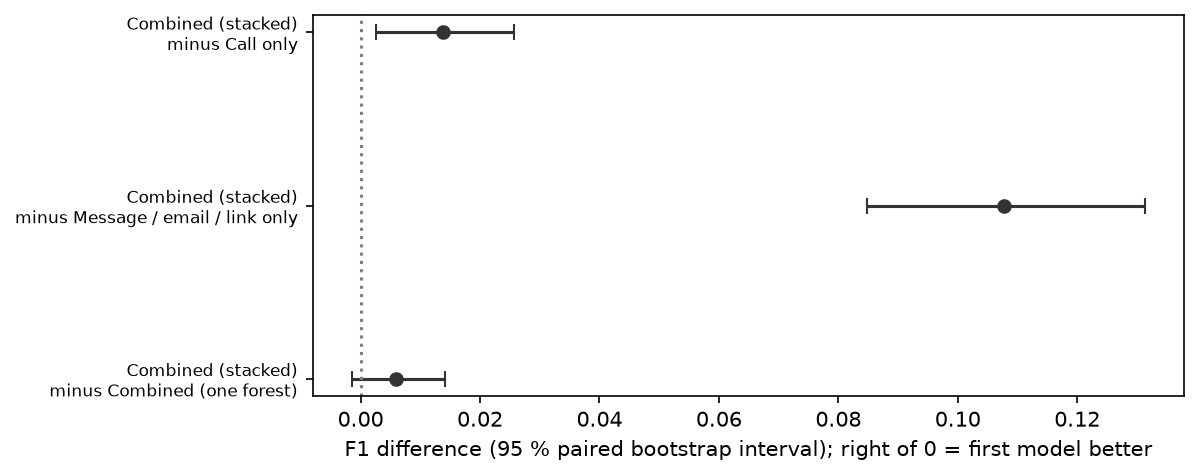 Combined (stacked)
minus Call only
Combined (stacked)
minus Message / email / link only
Combined (stacked)
minus Combined (one forest)
0.00 0.02 0.04 0.06 0.08 0.10 0.12
F1 difference (95 % paired bootstrap interval); right of 0 = first model better